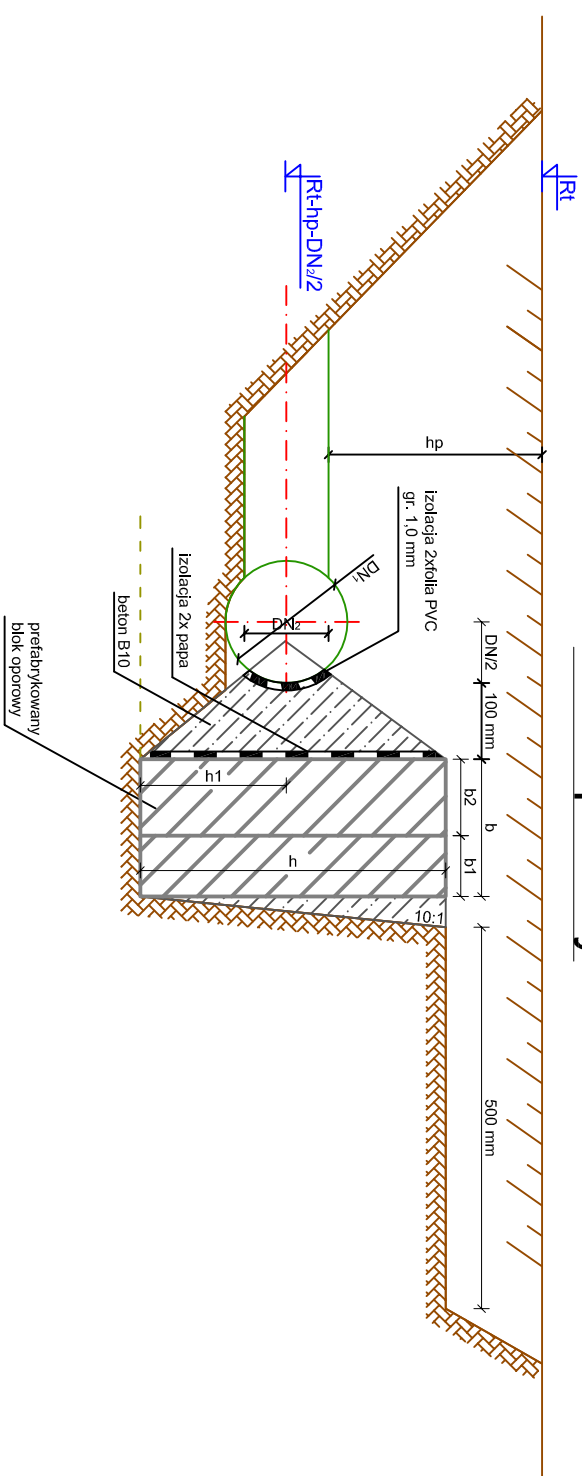 Rt
Rt-hp-DN₂/2
hp
izolacja 2xfolia PVC
gr. 1,0 mm
DN₁
DN₂
izolacja 2x papa
beton B10
prefabrykowany
blok oporowy
DN/2
100 mm
h1
b2
b
h
b1
10:1
500 mm